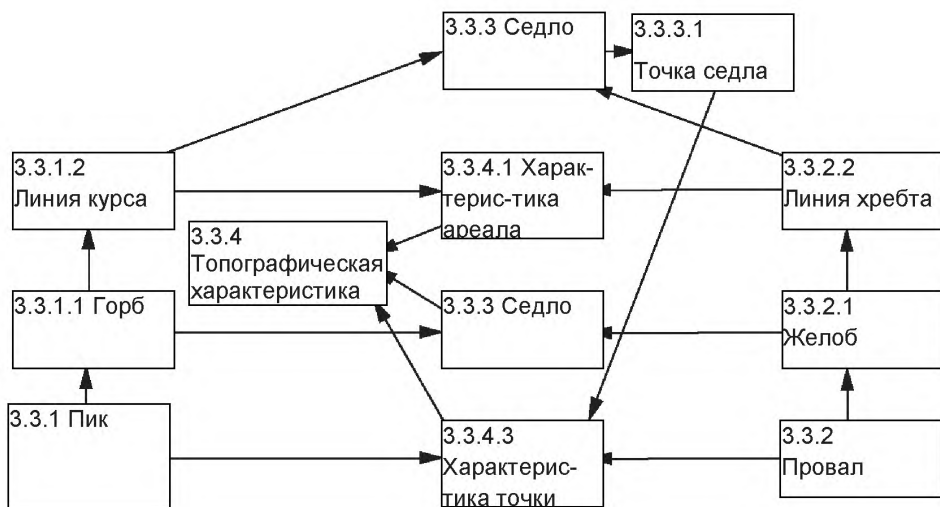 3.3.3 Седло
3.3.3.1
Точка седла
3.3.1.2
Линия курса
3.3.4.1 Харак-
терис-тика
ареала
3.3.2.2
Линия хребта
3.3.4
Топографическая
характеристика
3.3.1.1 Горб
3.3.3 Седло
3.3.2.1
Желоб
3.3.1 Пик
3.3.4.3
Характерис-
тика точки
3.3.2
Провал